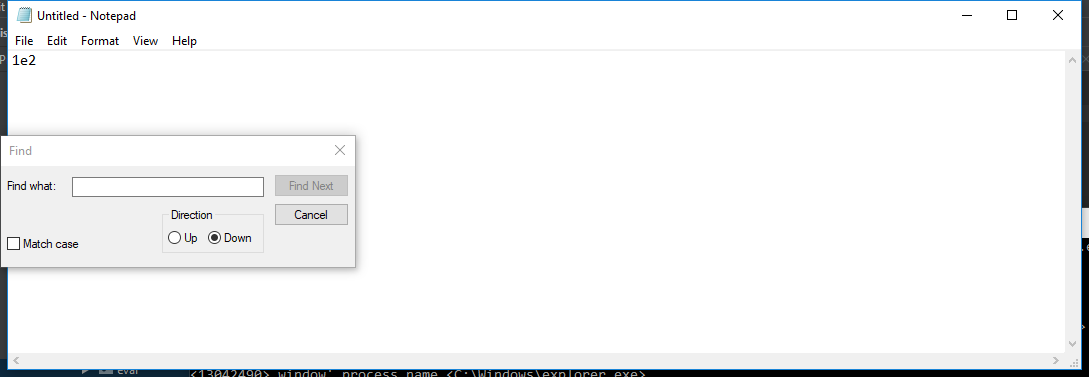 Untitled - Notepad
File Edit Format View Help
1e2
Find
Find what:
Find Next
Direction
Cancel
Up Down
Match case
eval
<13042490> window' process name <C:\Windows\explorer.exe>